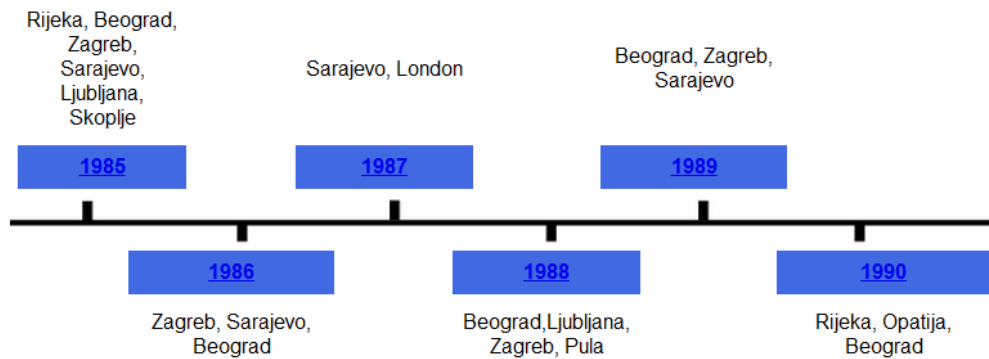 Rijeka, Beograd,
Zagreb,
Sarajevo,
Ljubljana,
Skoplje
1985
Sarajevo, London
1987
Beograd, Zagreb,
Sarajevo
1989
1986
Zagreb, Sarajevo,
Beograd
1988
Beograd,Ljubljana,
Zagreb, Pula
1990
Rijeka, Opatija,
Beograd